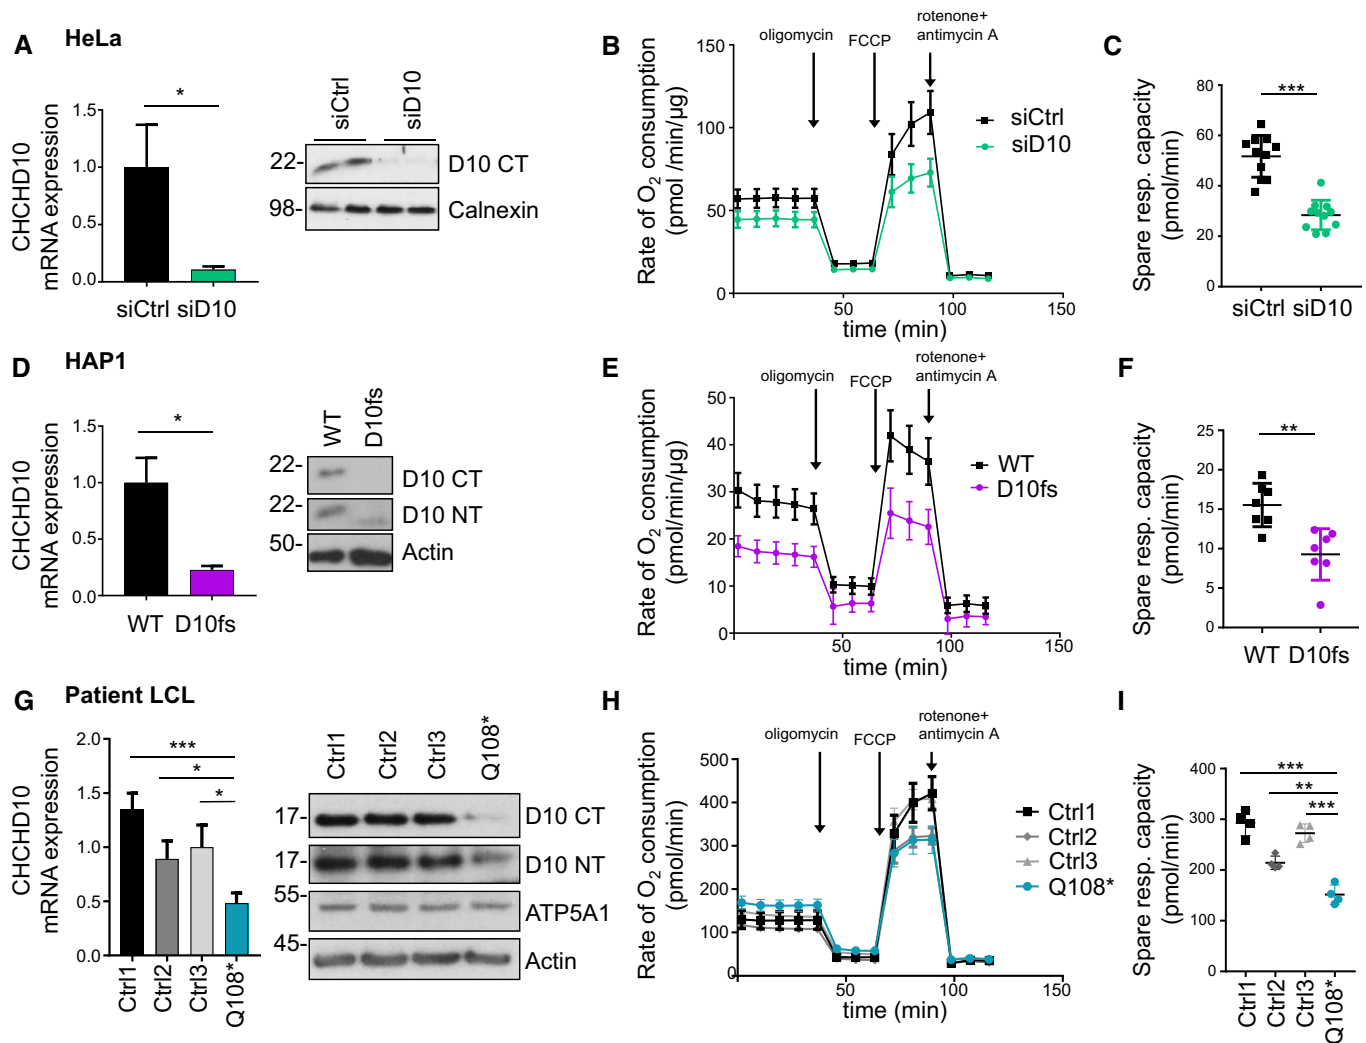 A HeLa
CHCHD10
mRNA expression
1.5
1.0
0.5
0.0
*
siCtrl siD10
siCtrl
siD10
22-
D10 CT
98-
Calnexin
B
Rate of O2 consumption
(pmol /min/µg)
150
100
50
0
oligomycin
FCCP
rotenone+
antimycin A
siCtrl
siD10
50
100
150
time (min)
C
Spare resp. capacity
(pmol/min)
80
60
40
20
0
***
siCtrl siD10
D HAP1
CHCHD10
mRNA expression
1.5
1.0
0.5
0.0
*
WT D10fs
WT
D10fs
22-
D10 CT
22-
D10 NT
50-
Actin
E
Rate of O2 consumption
(pmol/min/µg)
50
40
30
20
10
0
oligomycin
FCCP
rotenone+
antimycin A
WT
D10fs
50
100
150
time (min)
F
Spare resp. capacity
(pmol/min)
25
20
15
10
5
0
**
WT D10fs
G Patient LCL
CHCHD10
mRNA expression
2.0
1.5
1.0
0.5
0.0
***
*
*
Ctrl1
Ctrl2
Ctrl3
Q108*
Ctrl1
Ctrl2
Ctrl3
Q108*
17-
D10 CT
17-
D10 NT
55-
ATP5A1
45-
Actin
H
Rate of O2 consumption
(pmol/min)
500
400
300
200
100
0
oligomycin
FCCP
rotenone+
antimycin A
Ctrl1
Ctrl2
Ctrl3
Q108*
50
100
150
time (min)
I
Spare resp. capacity
(pmol/min)
400
300
200
100
0
***
**
***
Ctrl1
Ctrl2
Ctrl3
Q108*